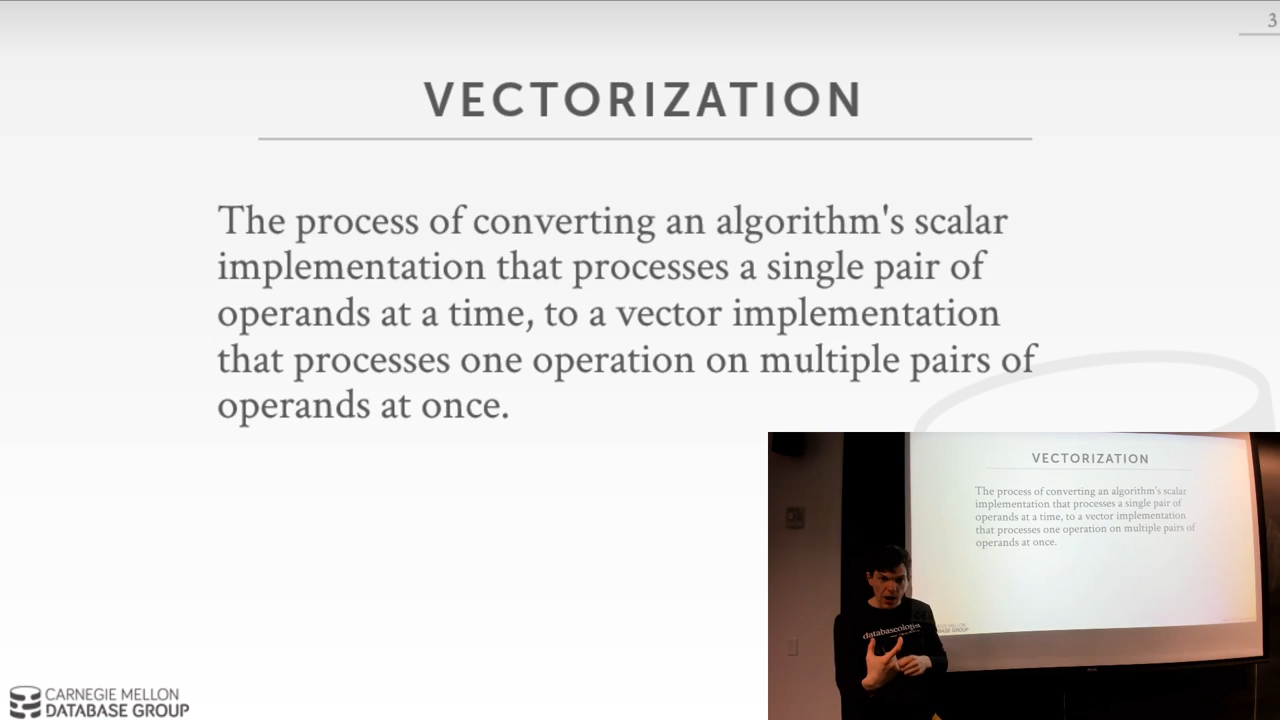 3
VECTORIZATION
The process of converting an algorithm's scalar
implementation that processes a single pair of
operands at a time, to a vector implementation
that processes one operation on multiple pairs of
operands at once.
VECTORIZATION
The process of converting an algorithm's scalar
implementation that processes a single pair of
operands at a time, to a vector implementation
that processes one operation on multiple pairs of
operands at once.
CARNEGIE MELLON
DATABASE GROUP